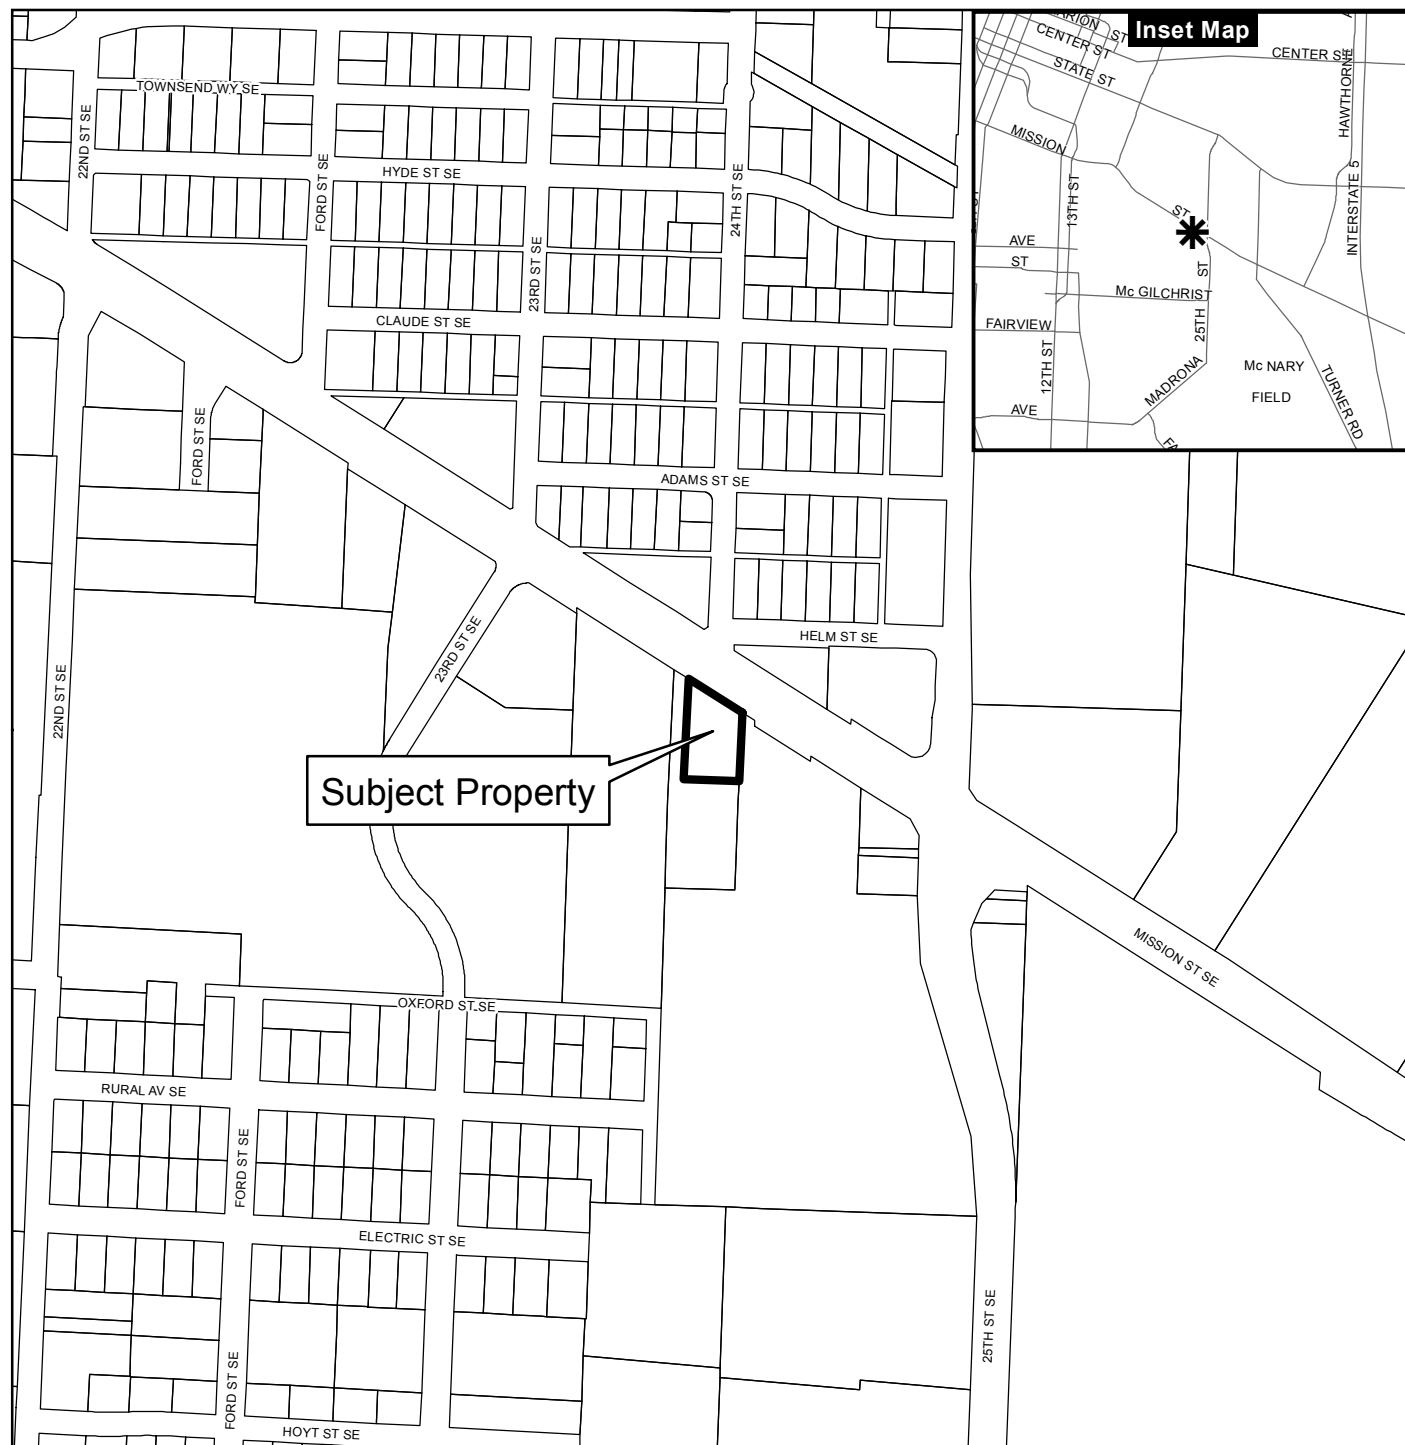 Inset Map
ARION ST
CENTER ST
CENTER ST
STATE ST
HAWTHORNE
MISSION
ST
13TH ST
INTERSTATE 5
AVE
ST
ST
Mc GILCHRIST
25TH
FAIRVIEW
12TH ST
MADRONA
Mc NARY
FIELD
TURNER RD
AVE
FA
TOWNSEND WY SE
22ND ST SE
FORD ST SE
HYDE ST SE
24TH ST SE
23RD ST SE
CLAUDE ST SE
FORD ST SE
ADAMS ST SE
HELM ST SE
23RD ST SE
22ND ST SE
Subject Property
MISSION ST SE
OXFORD ST SE
RURAL AV SE
FORD ST SE
ELECTRIC ST SE
25TH ST SE
FORD ST SE
HOYT ST SE